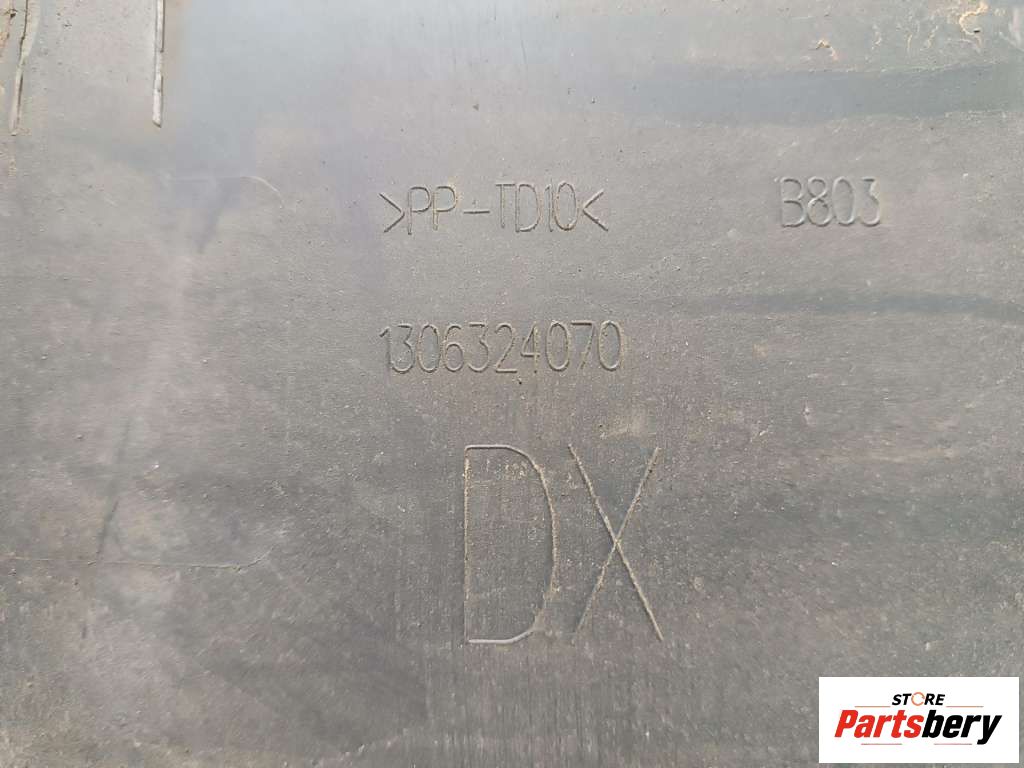 >PP-TD10< B803
1306324070
DX
STORE
Partsbery